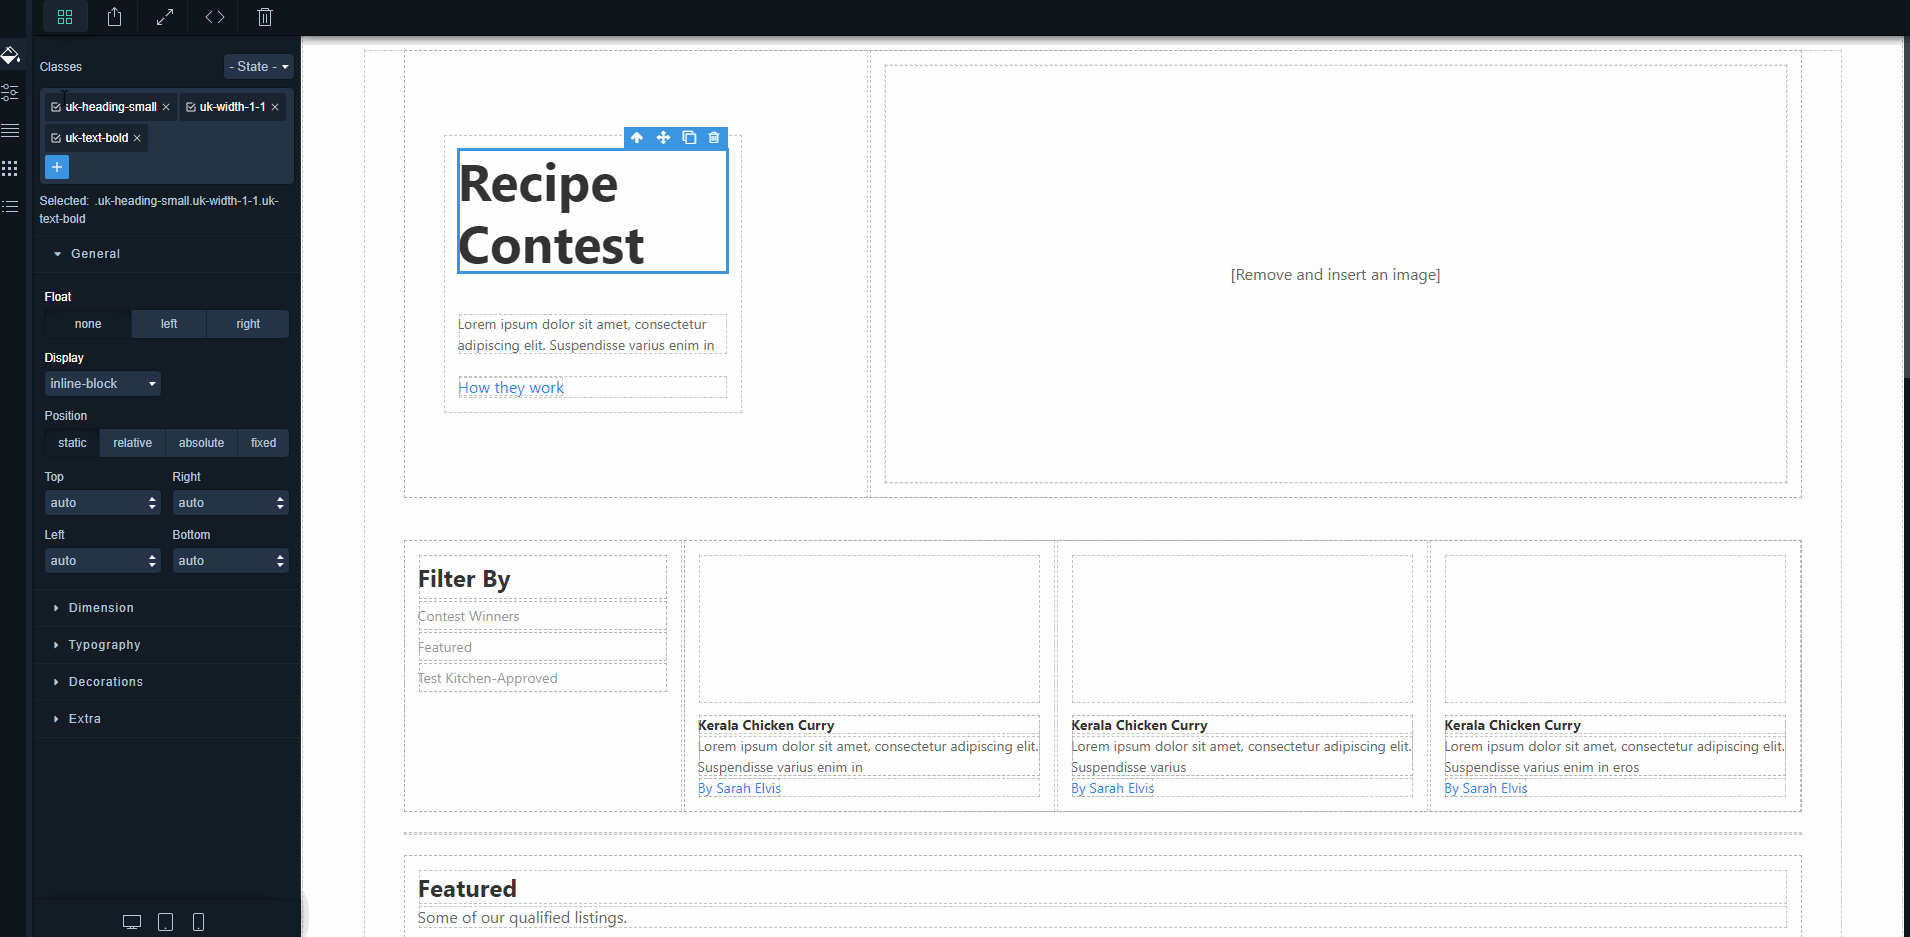 Classes
- State -
uk-heading-small × uk-width-1-1 ×
uk-text-bold ×
+
Selected: .uk-heading-small.uk-width-1-1.uk-
text-bold
General
Float
none left right
Display
inline-block
Position
static relative absolute fixed
Top Right
auto auto
Left Bottom
auto auto
Dimension
Typography
Decorations
Extra
Recipe
Contest
Lorem ipsum dolor sit amet, consectetur
adipiscing elit. Suspendisse varius enim in
How they work
[Remove and insert an image]
Filter By
Contest Winners
Featured
Test Kitchen-Approved
Kerala Chicken Curry
Lorem ipsum dolor sit amet, consectetur adipiscing elit.
Suspendisse varius enim in
By Sarah Elvis
Kerala Chicken Curry
Lorem ipsum dolor sit amet, consectetur adipiscing elit.
Suspendisse varius
By Sarah Elvis
Kerala Chicken Curry
Lorem ipsum dolor sit amet, consectetur adipiscing elit.
Suspendisse varius enim in eros
By Sarah Elvis
Featured
Some of our qualified listings.